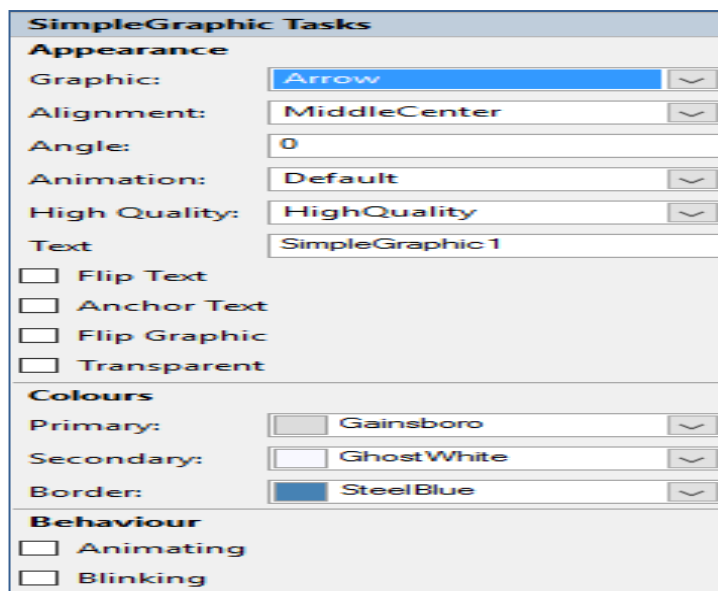 SimpleGraphic Tasks
Appearance
Graphic: Arrow
Alignment: MiddleCenter
Angle: 0
Animation: Default
High Quality: HighQuality
Text SimpleGraphic1
Flip Text
Anchor Text
Flip Graphic
Transparent
Colours
Primary: Gainsboro
Secondary: GhostWhite
Border: SteelBlue
Behaviour
Animating
Blinking